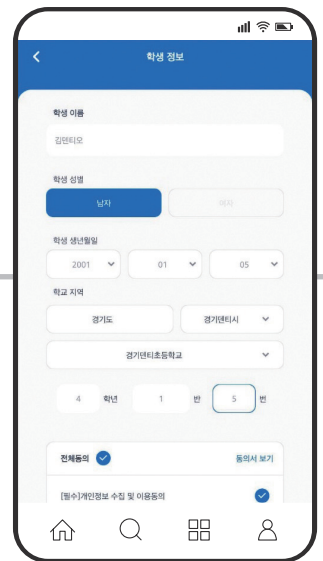 학생 정보
학생 이름
김덴티오
학생 성별
남자 여자
학생 생년월일
2001 01 05
학교 지역
경기도 경기덴티시
경기덴티초등학교
4 학년 1 반 5 번
전체동의 동의서 보기
[필수]개인정보 수집 및 이용동의